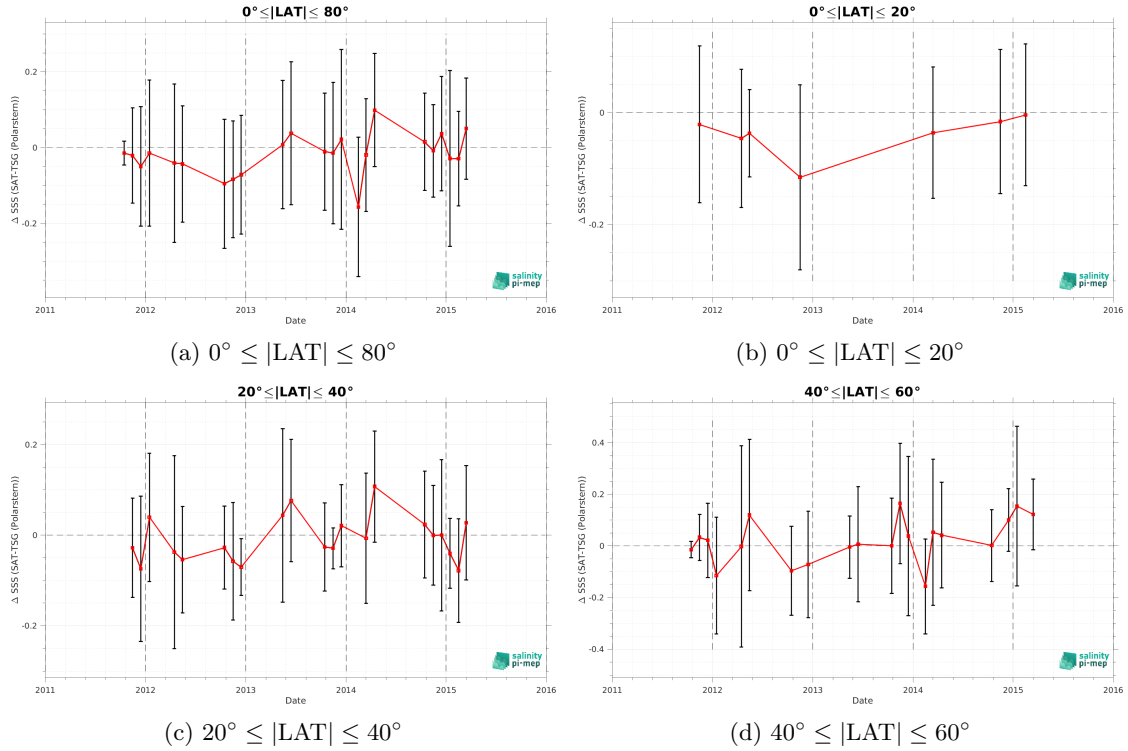 0°≤|LAT|≤ 80°
Δ SSS (SAT-TSG (Polarstern))
0.2
0
-0.2
2011 2012 2013 2014 2015 2016
Date
salinity
pi-mep
(a) 0° ≤ |LAT| ≤ 80°
0°≤|LAT|≤ 20°
Δ SSS (SAT-TSG (Polarstern))
0
-0.2
2011 2012 2013 2014 2015 2016
Date
salinity
pi-mep
(b) 0° ≤ |LAT| ≤ 20°
20°≤|LAT|≤ 40°
Δ SSS (SAT-TSG (Polarstern))
0.2
0
-0.2
2011 2012 2013 2014 2015 2016
Date
salinity
pi-mep
(c) 20° ≤ |LAT| ≤ 40°
40°≤|LAT|≤ 60°
Δ SSS (SAT-TSG (Polarstern))
0.4
0.2
0
-0.2
-0.4
2011 2012 2013 2014 2015 2016
Date
salinity
pi-mep
(d) 40° ≤ |LAT| ≤ 60°